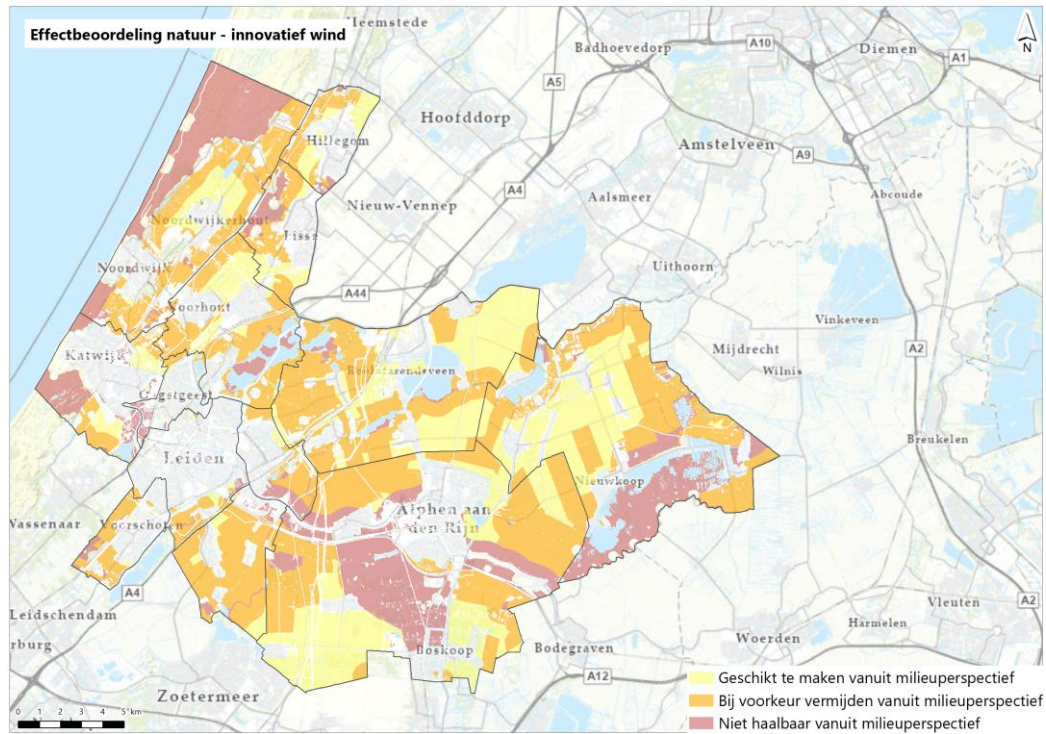 Effectbeoordeling natuur - innovatief wind
Heemstede
N
Badhoevedorp
A10
Diemen
A1
A5
Hoofddorp
Hillegom
Amstelveen
A9
A4
Abcoude
Nieuw-Vennep
Aalsmeer
Noordwijkerhout
Lisse
Noordwijk
Uithoorn
A44
Voorhout
Vinkeveen
Katwijk
Mijdrecht
A2
Roelofarendsveen
Wilnis
Oegstgeest
Breukelen
Leiden
Nieuwkoop
Alphen aan
den Rijn
Wassenaar
Voorschoten
A4
Leidschendam
Vleuten
A2
Harmelen
rburg
Woerden
Boskoop
Bodegraven
A12
Zoetermeer
Geschikt te maken vanuit milieuperspectief
Bij voorkeur vermijden vanuit milieuperspectief
Niet haalbaar vanuit milieuperspectief
0 1 2 3 4 5 km